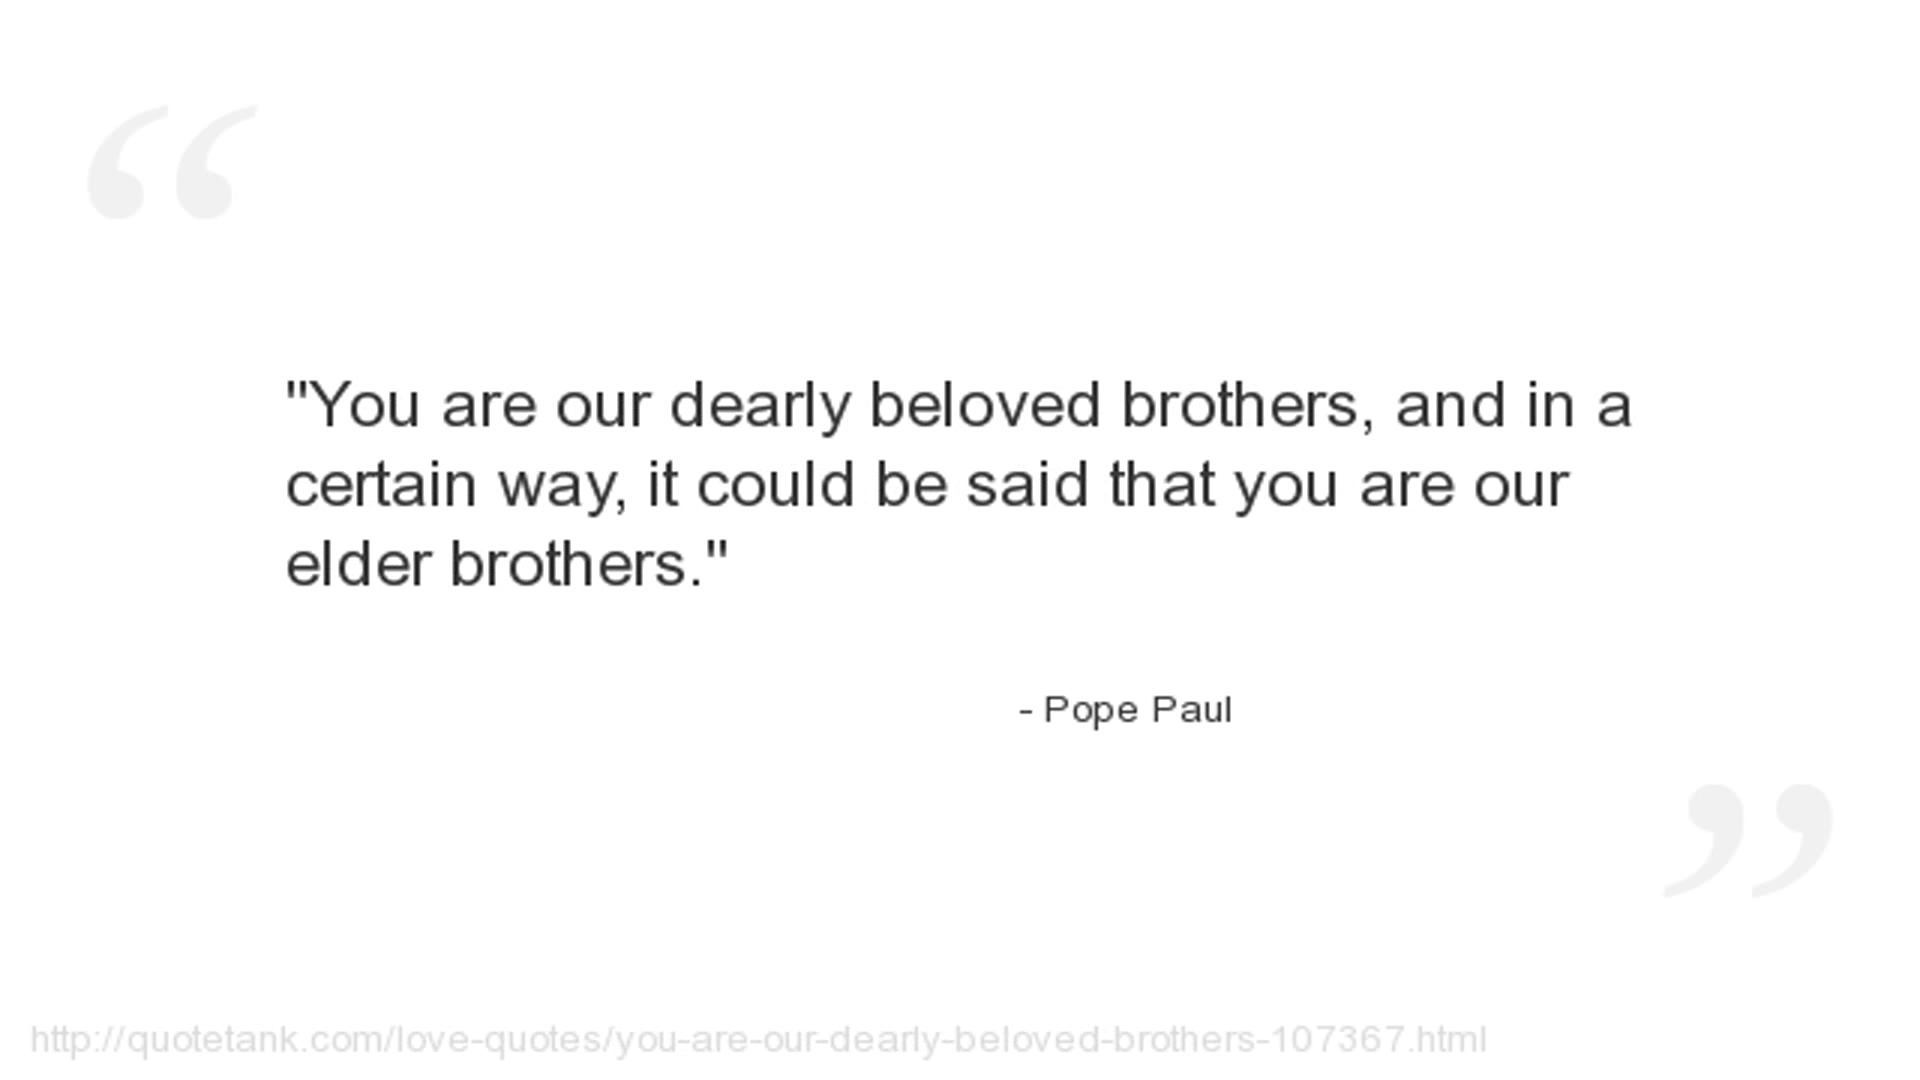 “
"You are our dearly beloved brothers, and in a
certain way, it could be said that you are our
elder brothers."
- Pope Paul
”
http://quotetank.com/love-quotes/you-are-our-dearly-beloved-brothers-107367.html